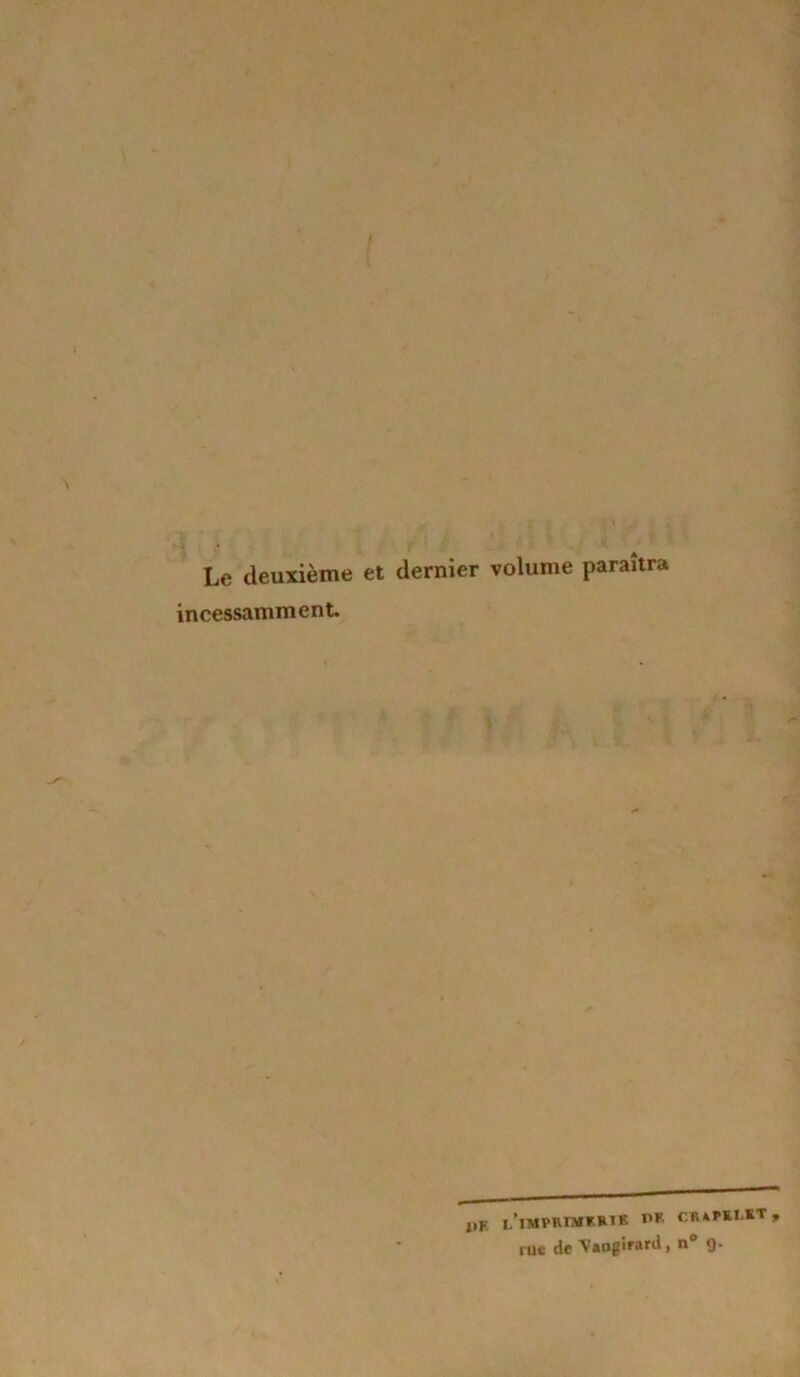 Le deuxième et dernier volume paraîtra
incessamment.
DE L'IMPRIMERIE DE CRAPELET,
rue de Vaugirard, n° 9.